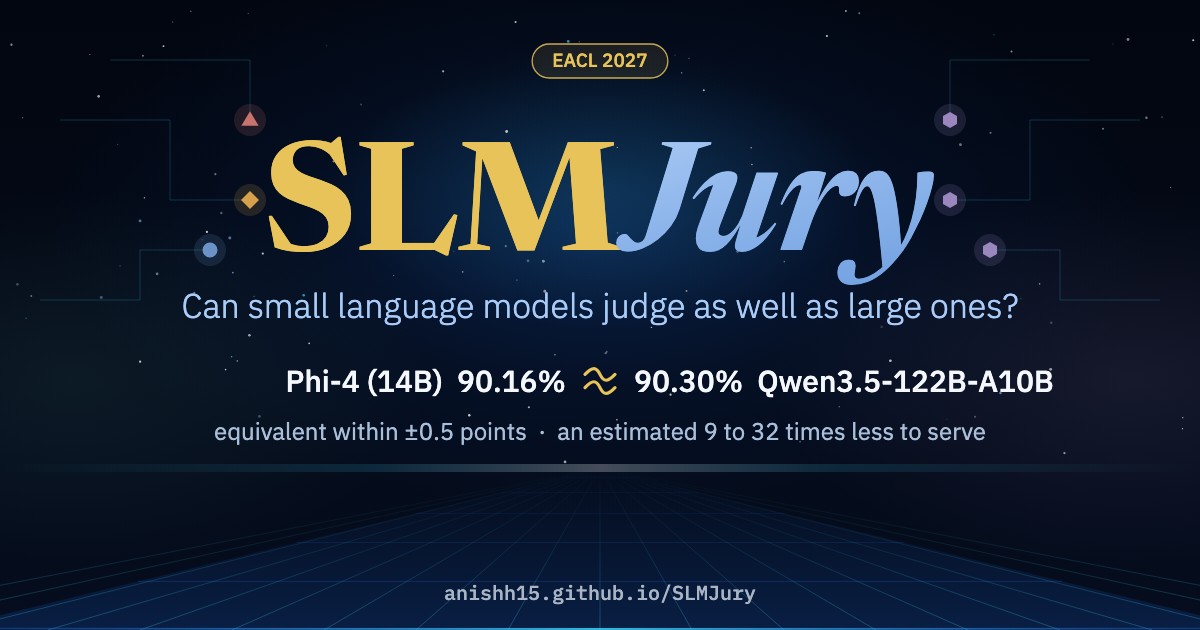 EACL 2027
SLMJury
Can small language models judge as well as large ones?
Phi-4 (14B) 90.16% ≈ 90.30% Qwen3.5-122B-A10B
equivalent within ±0.5 points · an estimated 9 to 32 times less to serve
anishh15.github.io/SLMJury